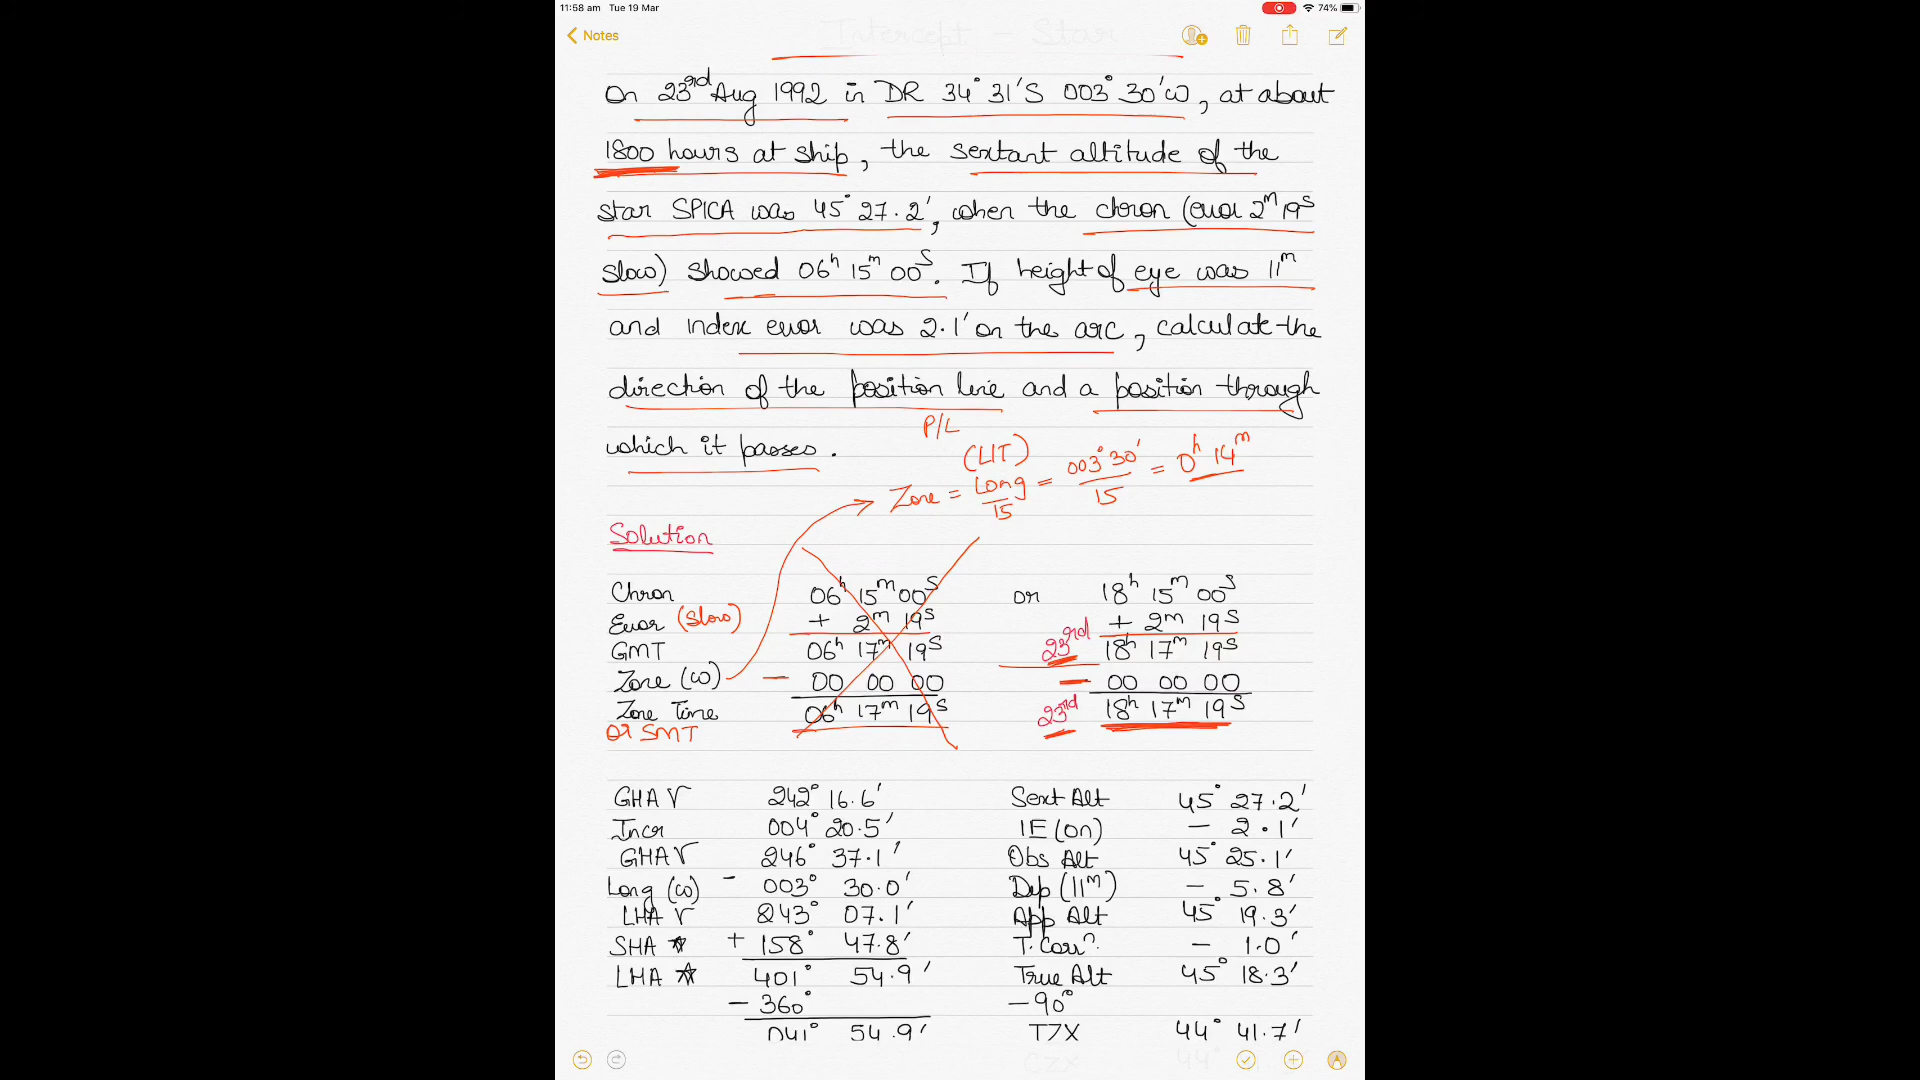 11:58 am Tue 19 Mar 74%
Notes
Intercept - Star
On 23rd Aug 1992 in DR 34° 31'S 003° 30'W, at about
1800 hours at ship, the sextant altitude of the
star SPICA was 45° 27.2', when the chron (error 2m 19s
slow) showed 06h 15m 00s. If height of eye was 11m
and index error was 2.1' on the arc, calculate the
direction of the position line and a position through
P/L
which it passes.
(LIT)
Zone = Long/15 = 003° 30'/15 = 0h 14m
Solution
Chron 06h 15m 00s or 18h 15m 00s
Error (Slow) + 2m 19s + 2m 19s
GMT 06h 17m 19s 23rd 18h 17m 19s
Zone (W) - 00 00 00 - 00 00 00
Zone Time 06h 17m 19s 23rd 18h 17m 19s
or SMT
GHA ♈ 242° 16.6' Sext Alt 45° 27.2'
Incr 004° 20.5' IE (on) - 2.1'
GHA ♈ 246° 37.1' Obs Alt 45° 25.1'
Long (W) - 003° 30.0' Dip (11m) - 5.8'
LHA ♈ 243° 07.1' App Alt 45° 19.3'
SHA ☆ + 158° 47.8' T. Corrn. - 1.0'
LHA ☆ 401° 54.9' True Alt 45° 18.3'
- 360° - 90°
041° 54.9' TZX 44° 41.7'
CZX 44°